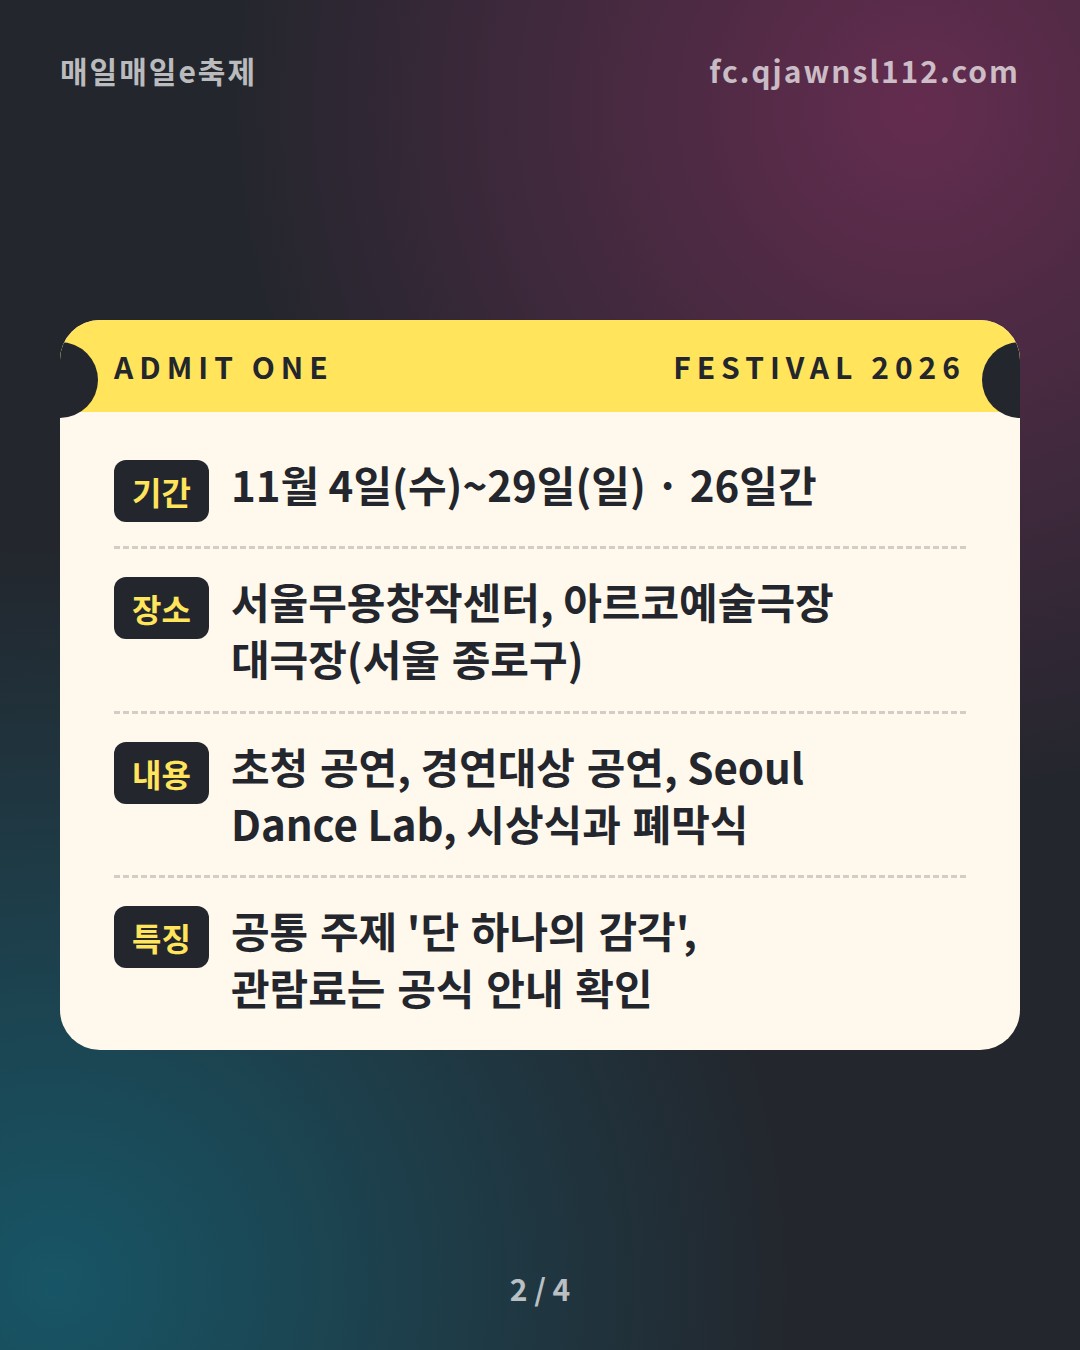 매일매일e축제
fc.qjawnsl112.com
ADMIT ONE
FESTIVAL 2026
기간
11월 4일(수)~29일(일) · 26일간
장소
서울무용창작센터, 아르코예술극장
대극장(서울 종로구)
내용
초청 공연, 경연대상 공연, Seoul
Dance Lab, 시상식과 폐막식
특징
공통 주제 '단 하나의 감각',
관람료는 공식 안내 확인
2 / 4